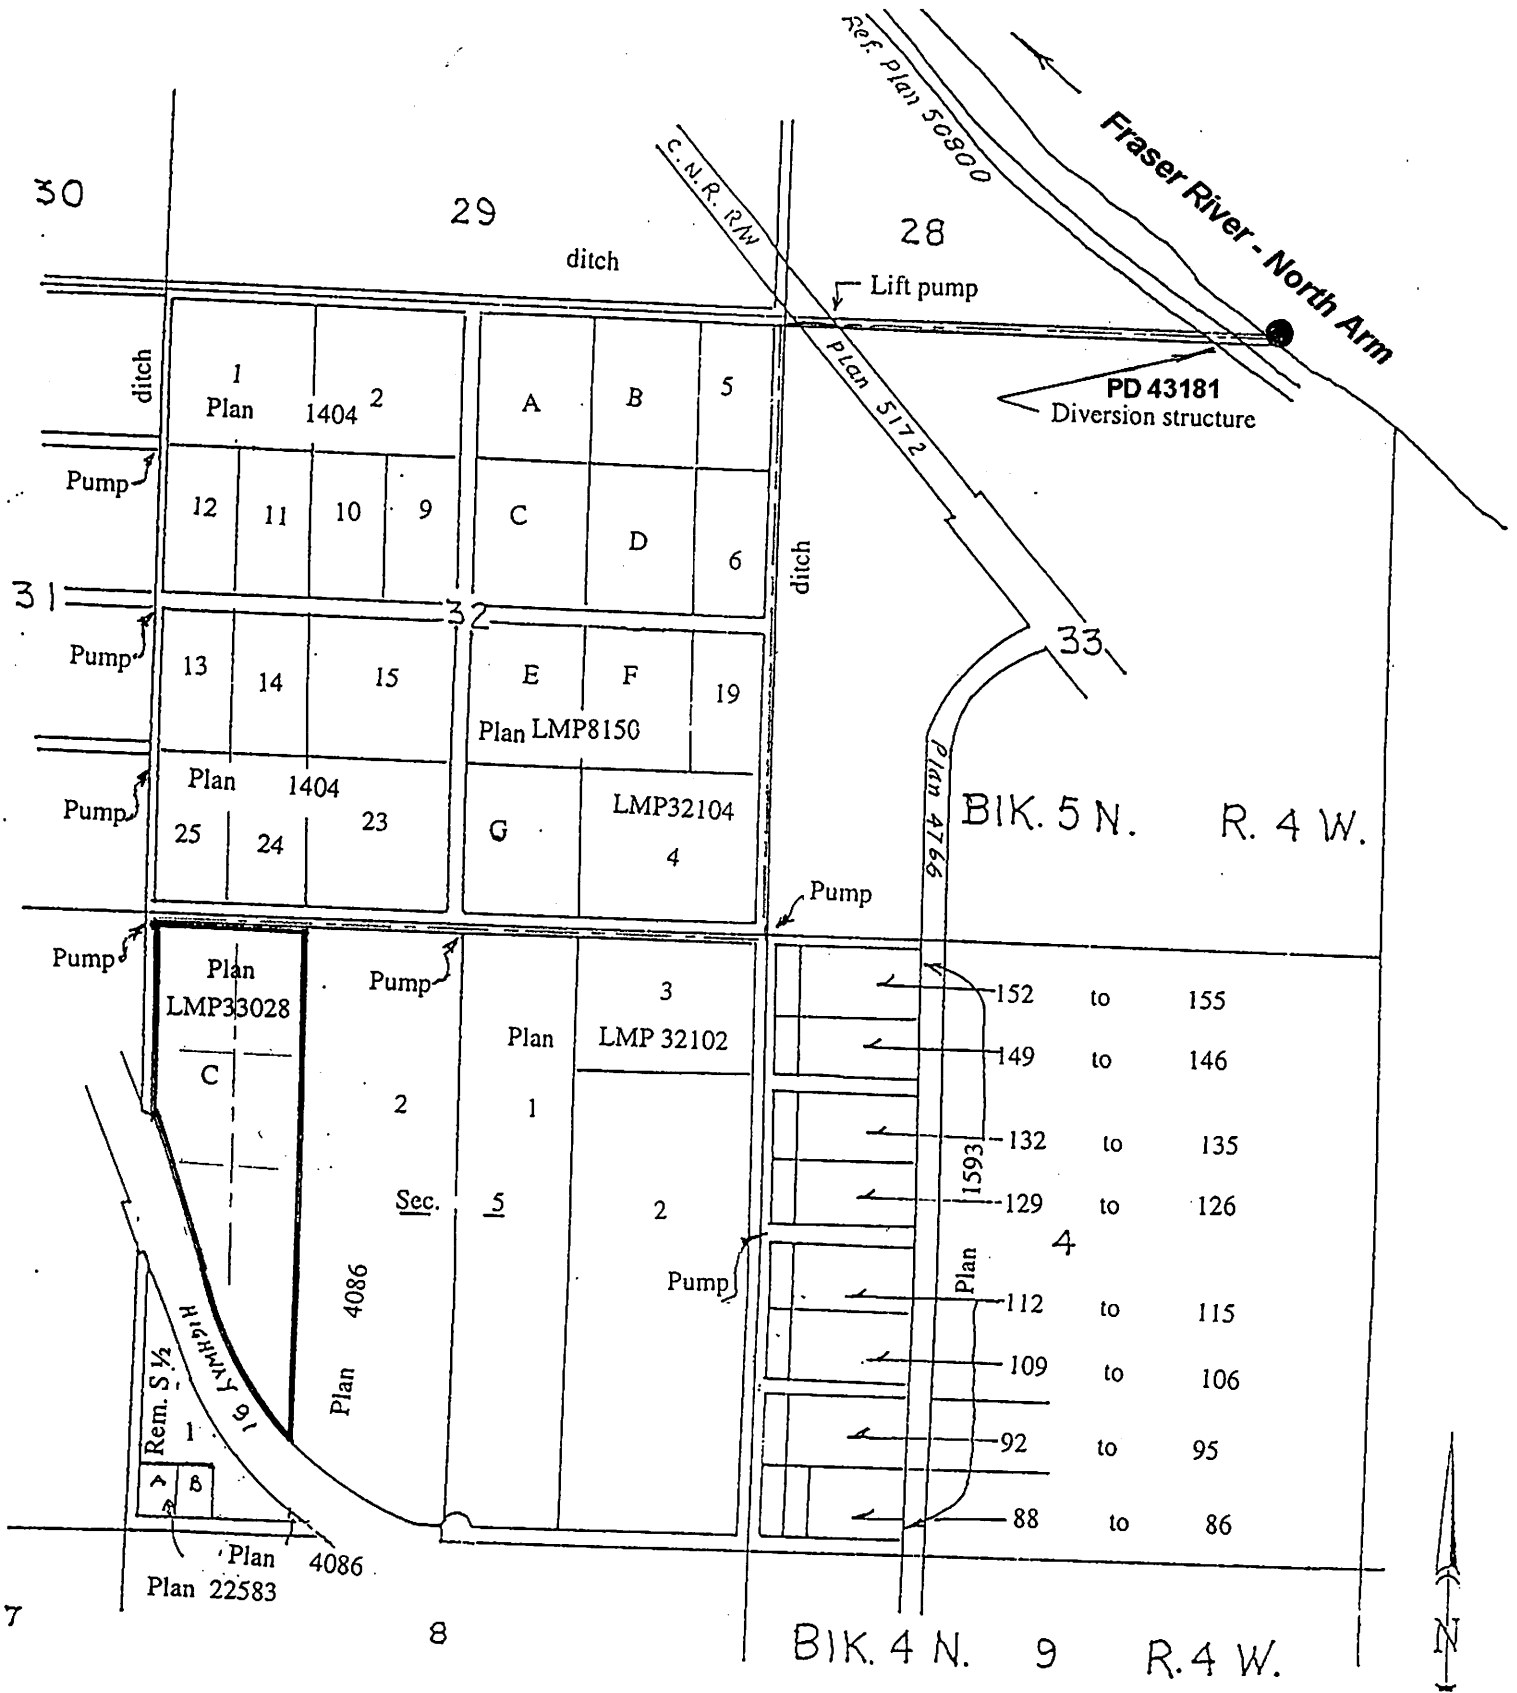 Ref. Plan 50800
Fraser River - North Arm
C. N. R. R/W
30
29
28
ditch
Lift pump
ditch
1
2
Plan 1404
A
B
5
Plan 5172
PD 43181
Diversion structure
Pump
12
11
10
9
C
D
6
ditch
31
32
33
Pump
13
14
15
E
F
19
Plan LMP8150
Plan 1404
25
24
23
G
LMP32104
4
Pump
Plan 4766
Blk. 5 N. R. 4 W.
Pump
Pump
Pump
Plan
LMP33028
C
3
Plan LMP 32102
2
1
Sec. 5
2
152 to 155
149 to 146
132 to 135
129 to 126
4
Plan 1593
Pump
112 to 115
109 to 106
92 to 95
88 to 86
Plan 4086
HIGHWAY 91
Rem. S ½
1
A
B
Plan 4086
Plan 22583
7
8
Blk. 4 N. 9 R. 4 W.
N